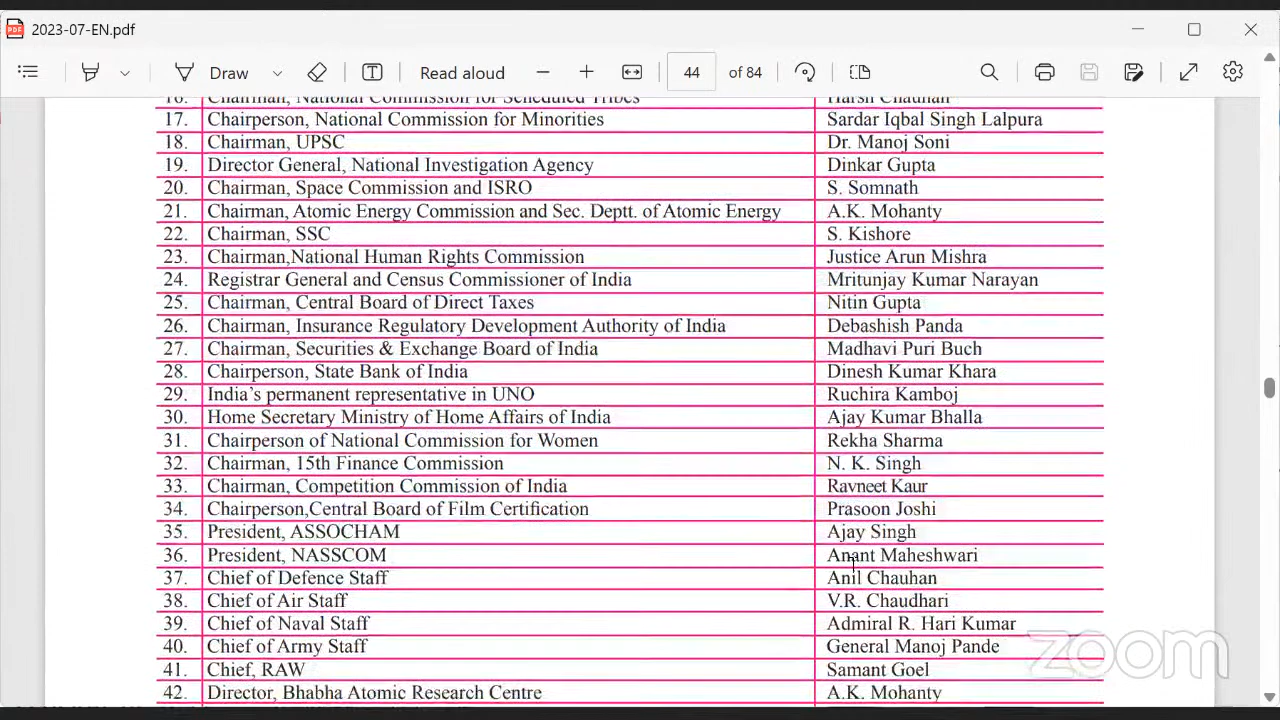 2023-07-EN.pdf
Draw
Read aloud
44 of 84
16. Chairman, National Commission for Scheduled Tribes Harsh Chauhan
17. Chairperson, National Commission for Minorities Sardar Iqbal Singh Lalpura
18. Chairman, UPSC Dr. Manoj Soni
19. Director General, National Investigation Agency Dinkar Gupta
20. Chairman, Space Commission and ISRO S. Somnath
21. Chairman, Atomic Energy Commission and Sec. Deptt. of Atomic Energy A.K. Mohanty
22. Chairman, SSC S. Kishore
23. Chairman,National Human Rights Commission Justice Arun Mishra
24. Registrar General and Census Commissioner of India Mritunjay Kumar Narayan
25. Chairman, Central Board of Direct Taxes Nitin Gupta
26. Chairman, Insurance Regulatory Development Authority of India Debashish Panda
27. Chairman, Securities & Exchange Board of India Madhavi Puri Buch
28. Chairperson, State Bank of India Dinesh Kumar Khara
29. India's permanent representative in UNO Ruchira Kamboj
30. Home Secretary Ministry of Home Affairs of India Ajay Kumar Bhalla
31. Chairperson of National Commission for Women Rekha Sharma
32. Chairman, 15th Finance Commission N. K. Singh
33. Chairman, Competition Commission of India Ravneet Kaur
34. Chairperson,Central Board of Film Certification Prasoon Joshi
35. President, ASSOCHAM Ajay Singh
36. President, NASSCOM Anant Maheshwari
37. Chief of Defence Staff Anil Chauhan
38. Chief of Air Staff V.R. Chaudhari
39. Chief of Naval Staff Admiral R. Hari Kumar
40. Chief of Army Staff General Manoj Pande
41. Chief, RAW Samant Goel
42. Director, Bhabha Atomic Research Centre A.K. Mohanty
zoom